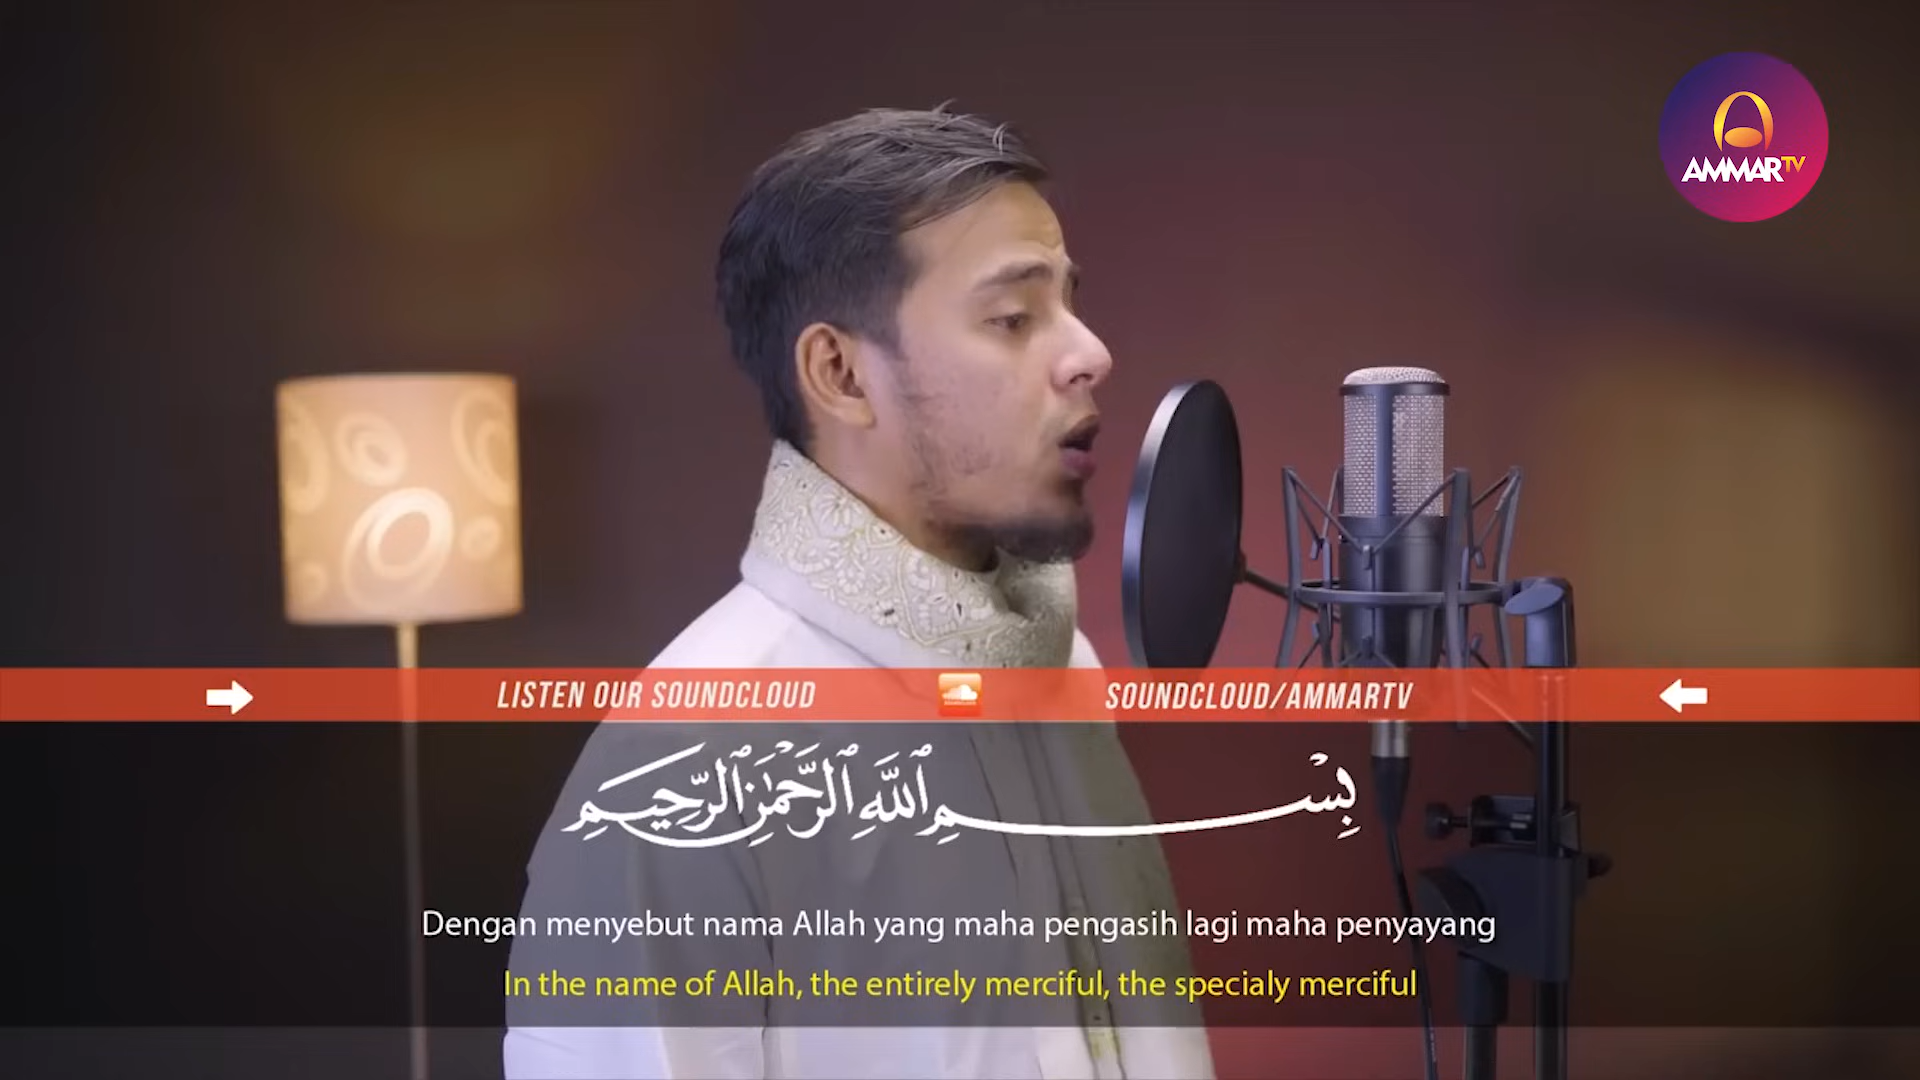 AMMARTV
LISTEN OUR SOUNDCLOUD
SOUNDCLOUD/AMMARTV
بِسْمِ ٱللَّهِ ٱلرَّحْمَٰنِ ٱلرَّحِيمِ
Dengan menyebut nama Allah yang maha pengasih lagi maha penyayang
In the name of Allah, the entirely merciful, the specialy merciful